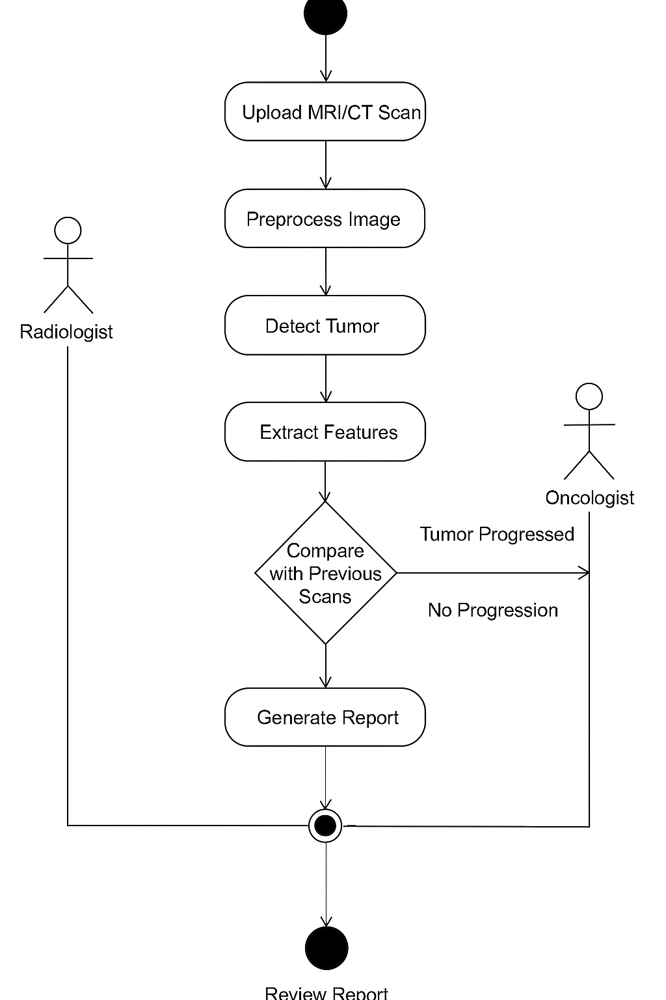 Upload MRI/CT Scan
Preprocess Image
Detect Tumor
Radiologist
Extract Features
Oncologist
Tumor Progressed
Compare
with Previous
Scans
No Progression
Generate Report
Review Report